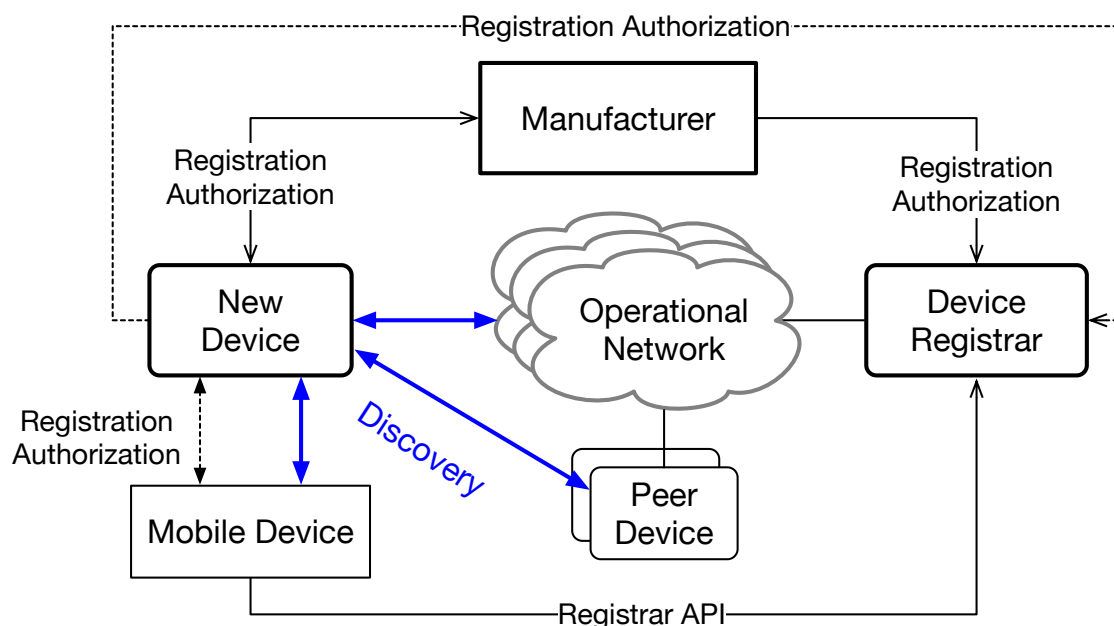 Registration Authorization
Manufacturer
Registration
Authorization
Registration
Authorization
New
Device
Operational
Network
Device
Registrar
Registration
Authorization
Discovery
Mobile Device
Peer
Device
Registrar API